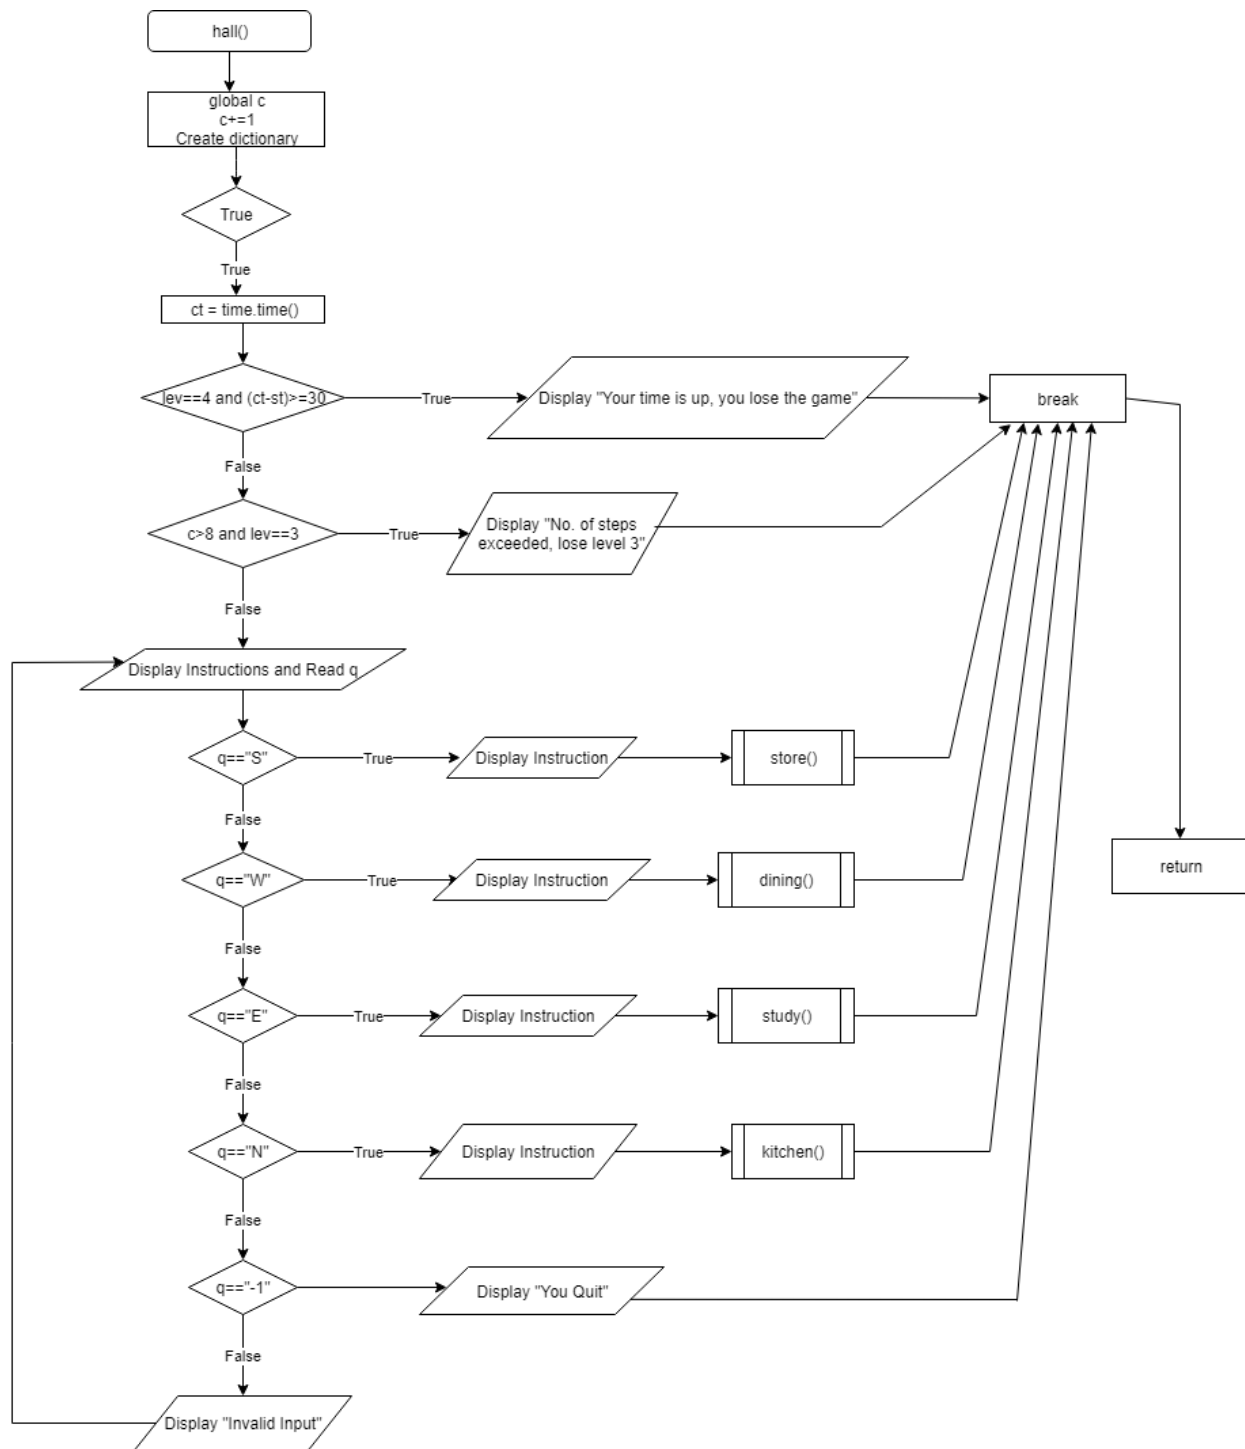 hall()
global c
c+=1
Create dictionary
True
True
ct = time.time()
lev==4 and (ct-st)>=30
True
Display "Your time is up, you lose the game"
break
False
c>8 and lev==3
True
Display "No. of steps
exceeded, lose level 3"
False
Display Instructions and Read q
q=="S"
True
Display Instruction
store()
False
q=="W"
True
Display Instruction
dining()
return
False
q=="E"
True
Display Instruction
study()
False
q=="N"
True
Display Instruction
kitchen()
False
q=="-1"
Display "You Quit"
False
Display "Invalid Input"